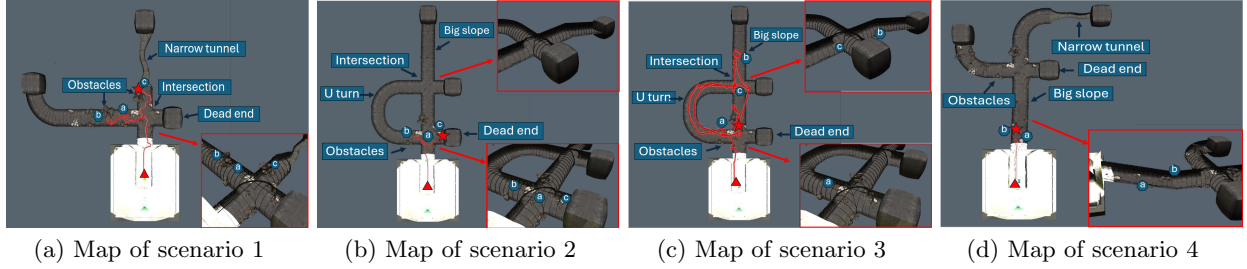 Narrow tunnel
Obstacles
Intersection
c
a
b
Dead end
b
a
c
Big slope
Intersection
U turn
b
a
c
Dead end
Obstacles
b
a
c
c
b
b
Big slope
Intersection
c
U turn
a
Dead end
Obstacles
a
Narrow tunnel
Dead end
Obstacles
Big slope
b
a
b
a
(a) Map of scenario 1
(b) Map of scenario 2
(c) Map of scenario 3
(d) Map of scenario 4